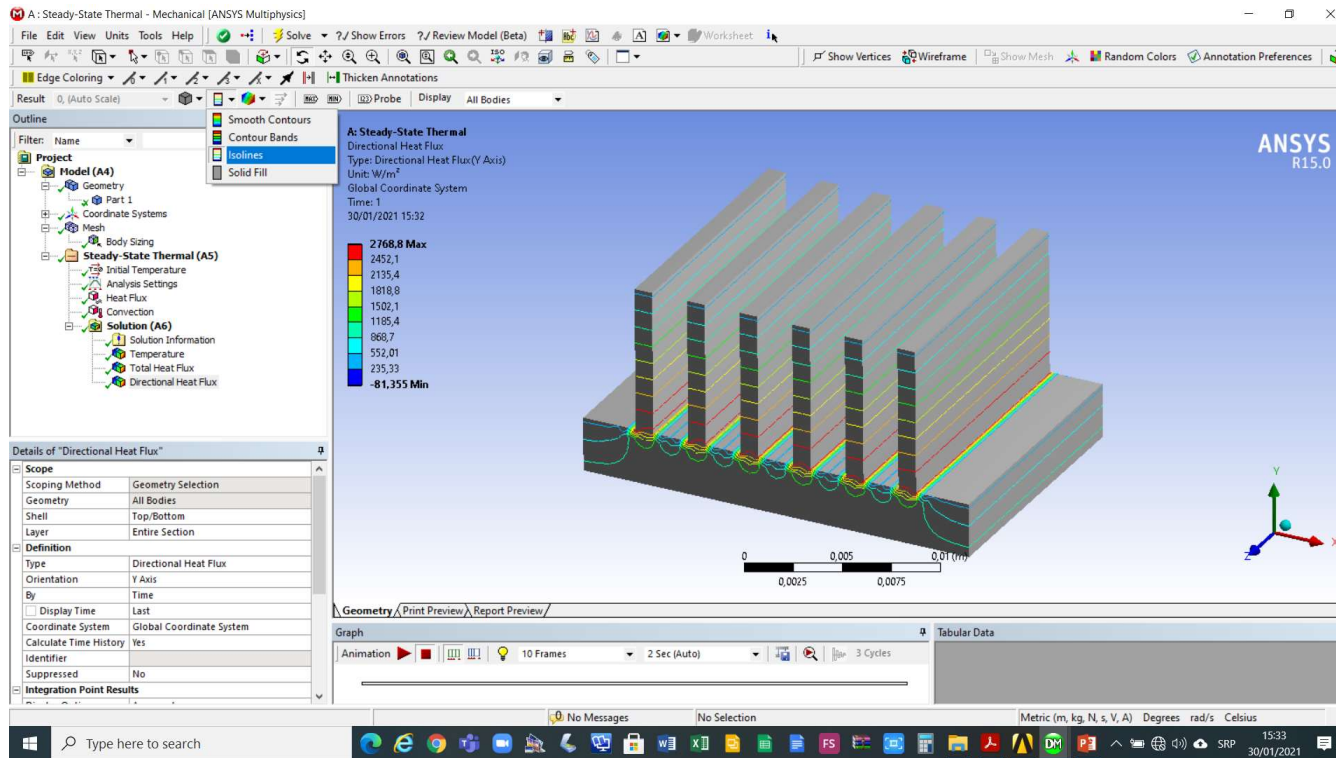 A : Steady-State Thermal - Mechanical [ANSYS Multiphysics]
File Edit View Units Tools Help Solve ?/ Show Errors ?/ Review Model (Beta) A Worksheet
Show Vertices Wireframe Show Mesh Random Colors Annotation Preferences
Edge Coloring Thicken Annotations
Result 0, (Auto Scale) MAX MIN Probe Display All Bodies
Smooth Contours
Contour Bands
Isolines
Solid Fill
Outline
Filter: Name
Project
Model (A4)
Geometry
Part 1
Coordinate Systems
Mesh
Body Sizing
Steady-State Thermal (A5)
Initial Temperature
Analysis Settings
Heat Flux
Convection
Solution (A6)
Solution Information
Temperature
Total Heat Flux
Directional Heat Flux
A: Steady-State Thermal
Directional Heat Flux
Type: Directional Heat Flux(Y Axis)
Unit: W/m²
Global Coordinate System
Time: 1
30/01/2021 15:32
2768,8 Max
2452,1
2135,4
1818,8
1502,1
1185,4
868,7
552,01
235,33
-81,355 Min
ANSYS
R15.0
Y
X
Z
0 0,005 0,01 (m)
0,0025 0,0075
Details of "Directional Heat Flux"
Scope
Scoping Method Geometry Selection
Geometry All Bodies
Shell Top/Bottom
Layer Entire Section
Definition
Type Directional Heat Flux
Orientation Y Axis
By Time
Display Time Last
Coordinate System Global Coordinate System
Calculate Time History Yes
Identifier
Suppressed No
Integration Point Results
Geometry Print Preview Report Preview
Graph
Animation 10 Frames 2 Sec (Auto) 3 Cycles
Tabular Data
0 No Messages No Selection Metric (m, kg, N, s, V, A) Degrees rad/s Celsius
Type here to search
FS
DM
SRP
15:33
30/01/2021